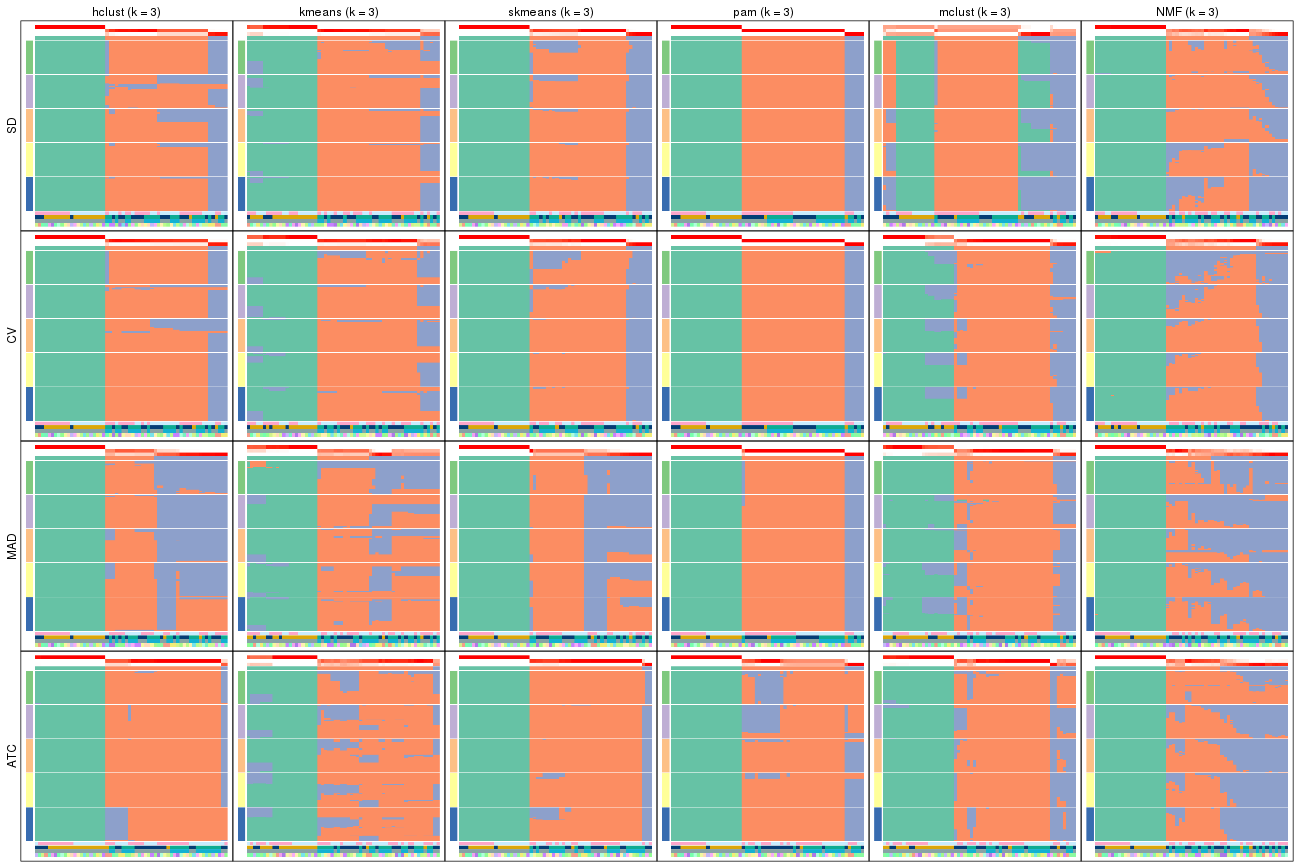 hclust (k = 3) kmeans (k = 3) skmeans (k = 3) pam (k = 3) mclust (k = 3) NMF (k = 3)
SD
CV
MAD
ATC